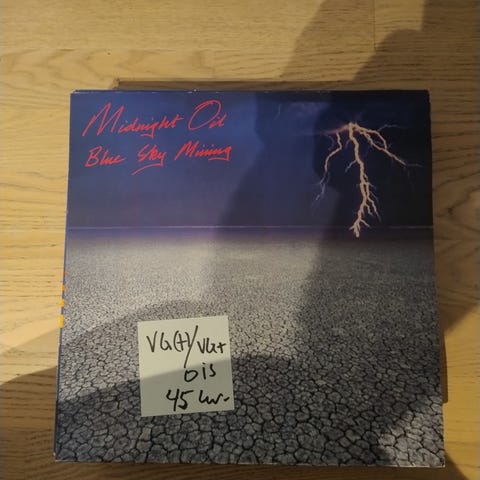 Midnight Oil
Blue Sky Mining
VG(+)/VG+
OIS
45 kr.